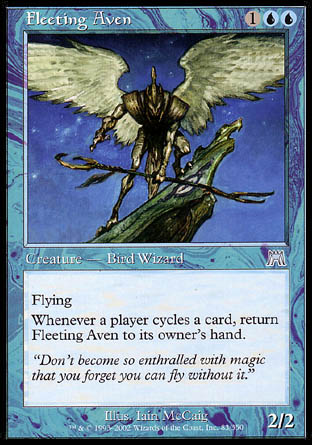 Fleeting Aven 1
Creature — Bird Wizard
Flying
Whenever a player cycles a card, return
Fleeting Aven to its owner's hand.
"Don't become so enthralled with magic
that you forget you can fly without it."
Illus. Iain McCaig
™ & © 1993-2002 Wizards of the Coast, Inc. 83/350
2/2